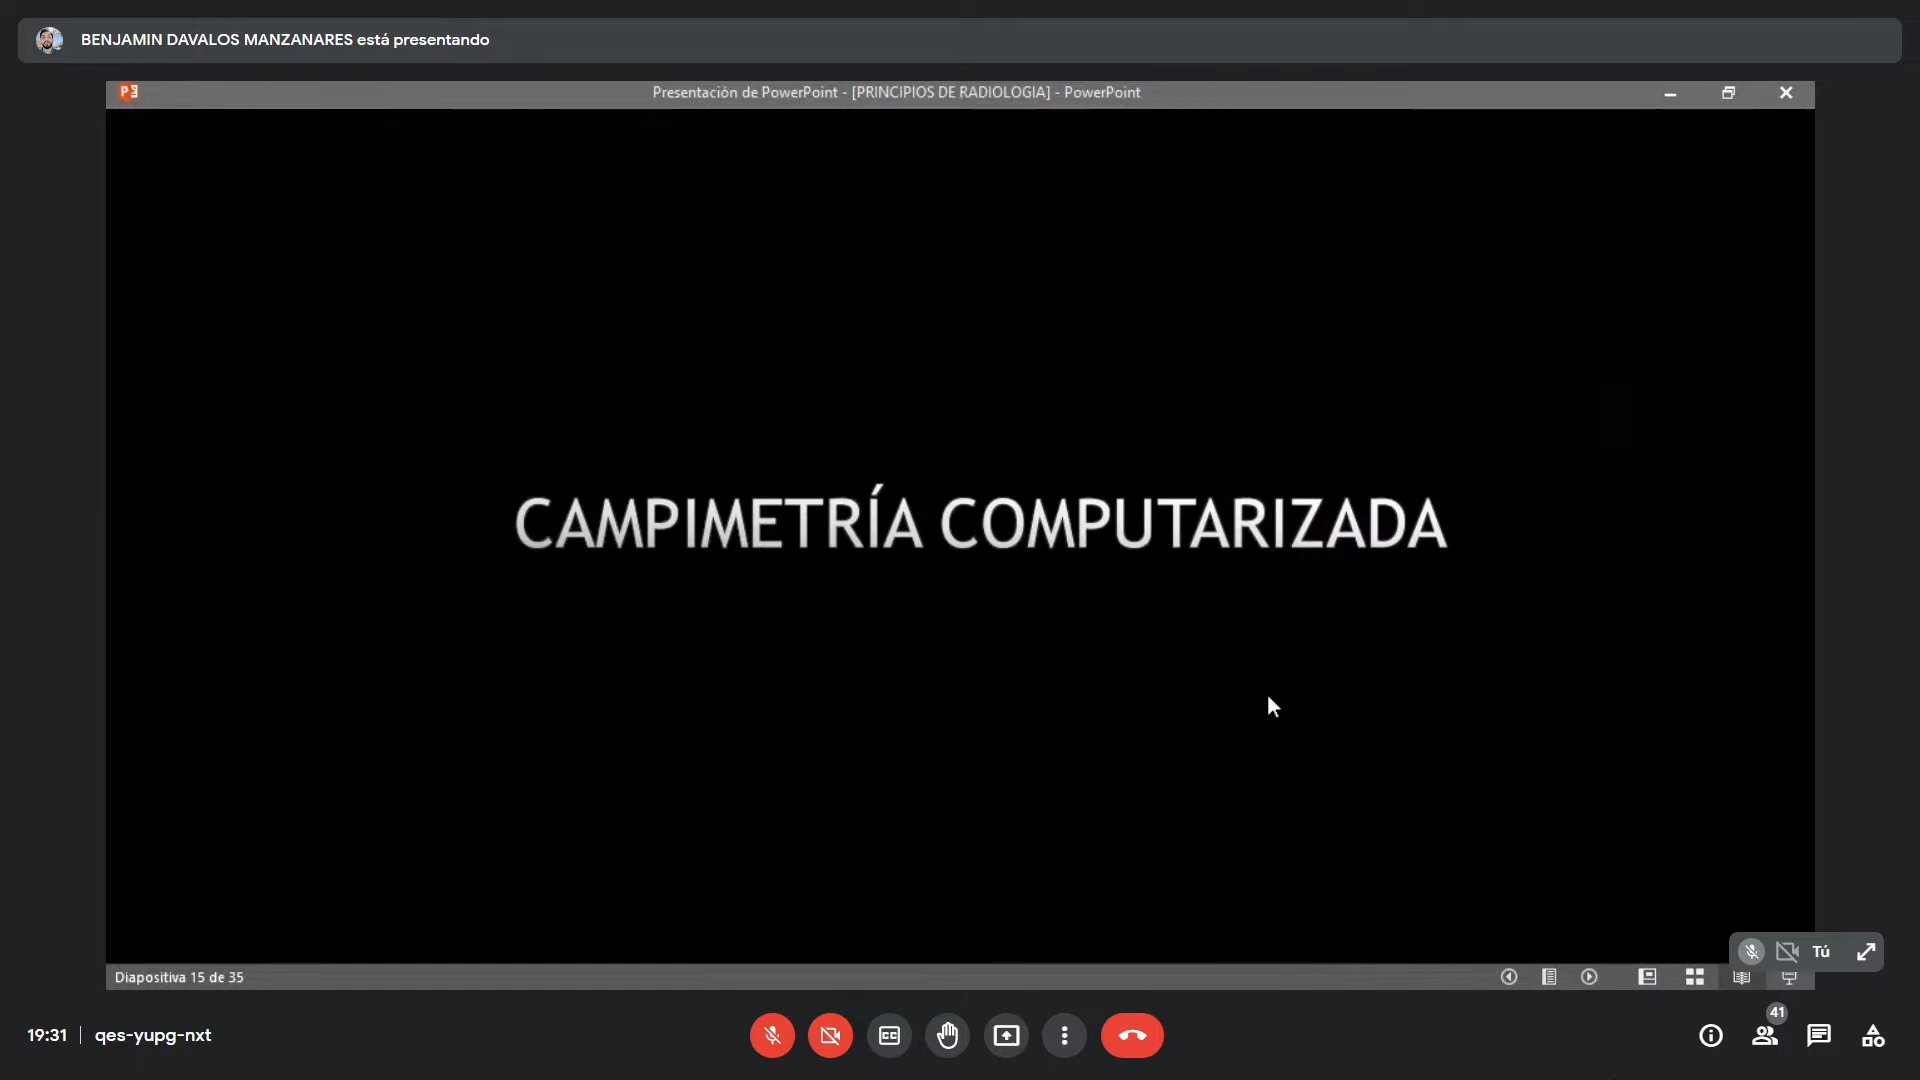 BENJAMIN DAVALOS MANZANARES está presentando
Presentación de PowerPoint - [PRINCIPIOS DE RADIOLOGIA] - PowerPoint
CAMPIMETRÍA COMPUTARIZADA
Tú
Diapositiva 15 de 35
41
19:31 | qes-yupg-nxt